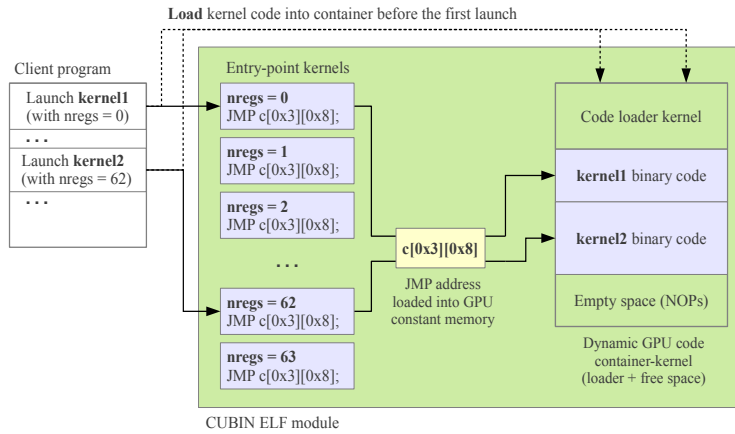 Load kernel code into container before the first launch
Client program
Launch kernel1
(with nregs = 0)
...
Launch kernel2
(with nregs = 62)
...
Entry-point kernels
nregs = 0
JMP c[0x3][0x8];
nregs = 1
JMP c[0x3][0x8];
nregs = 2
JMP c[0x3][0x8];
...
nregs = 62
JMP c[0x3][0x8];
nregs = 63
JMP c[0x3][0x8];
c[0x3][0x8]
JMP address
loaded into GPU
constant memory
Code loader kernel
kernel1 binary code
kernel2 binary code
Empty space (NOPs)
Dynamic GPU code
container-kernel
(loader + free space)
CUBIN ELF module